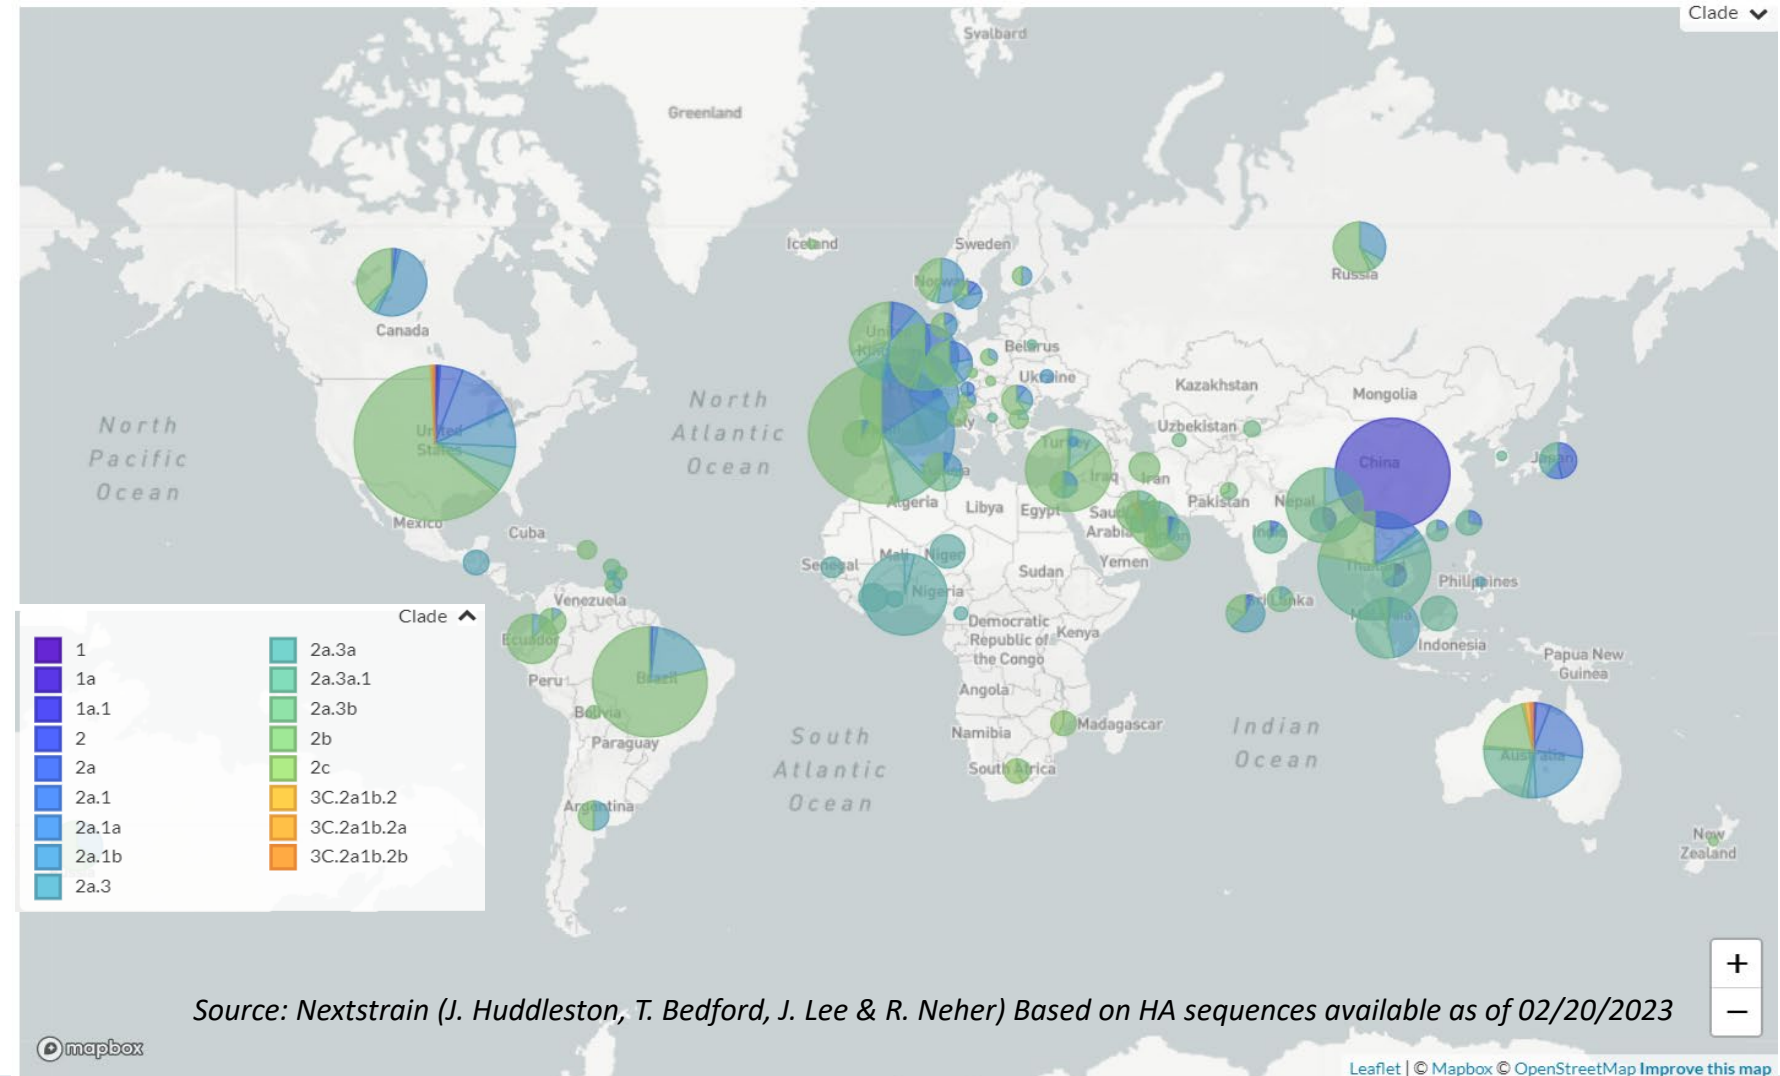 Clade
Svalbard
Greenland
Iceland
Sweden
Norway
Russia
Canada
United
Kingdom
Belarus
Ukraine
Kazakhstan
Mongolia
North
Pacific
Ocean
North
Atlantic
Ocean
United
States
Italy
Uzbekistan
Turkey
China
Japan
Tunisia
Iraq
Iran
Algeria
Libya
Egypt
Pakistan
Nepal
Mexico
Cuba
Saudi
Arabia
India
Yemen
Senegal
Mali
Niger
Sudan
Thailand
Philippines
Nigeria
Venezuela
Sri Lanka
Malaysia
Democratic
Republic of
the Congo
Kenya
Indonesia
Papua New
Guinea
Ecuador
Peru
Brazil
Angola
Bolivia
Paraguay
Madagascar
Namibia
South
Atlantic
Ocean
Indian
Ocean
South Africa
Australia
Argentina
New
Zealand
Clade
1
1a
1a.1
2
2a
2a.1
2a.1a
2a.1b
2a.3
2a.3a
2a.3a.1
2a.3b
2b
2c
3C.2a1b.2
3C.2a1b.2a
3C.2a1b.2b
+
−
Source: Nextstrain (J. Huddleston, T. Bedford, J. Lee & R. Neher) Based on HA sequences available as of 02/20/2023
mapbox
Leaflet | © Mapbox © OpenStreetMap Improve this map